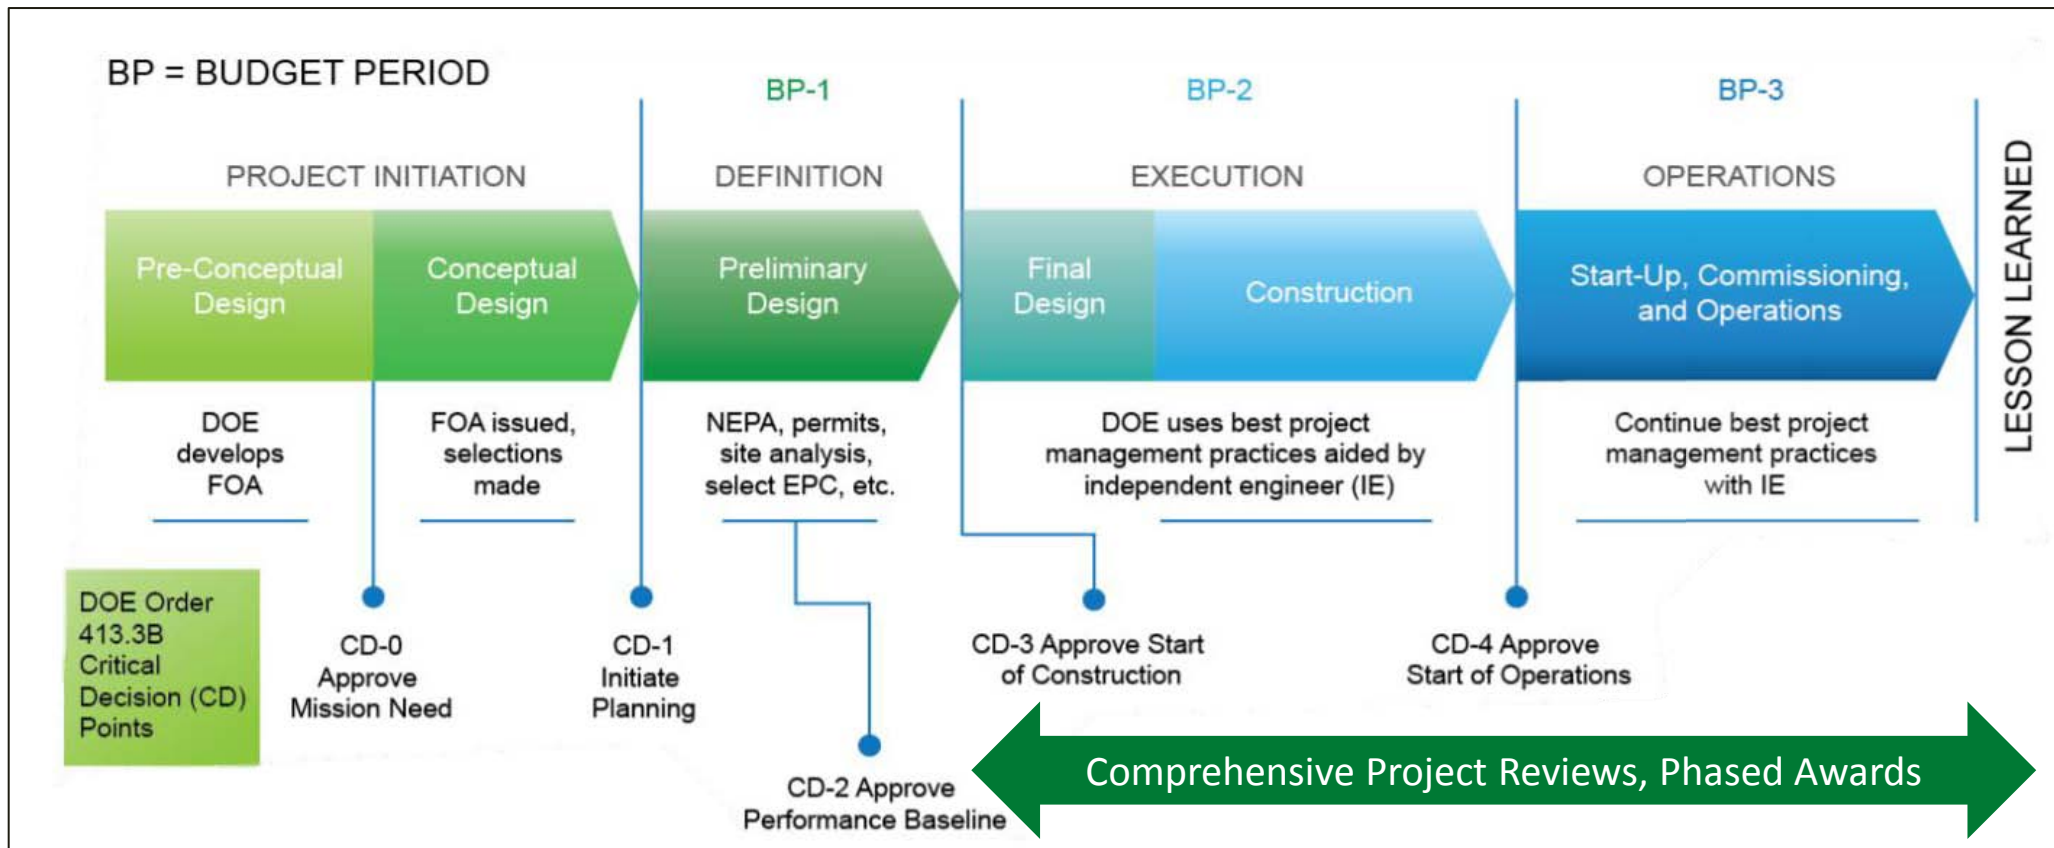 BP = BUDGET PERIOD
BP-1
BP-2
BP-3
PROJECT INITIATION
DEFINITION
EXECUTION
OPERATIONS
Pre-Conceptual
Design
Conceptual
Design
Preliminary
Design
Final
Design
Construction
Start-Up, Commissioning,
and Operations
LESSON LEARNED
DOE
develops
FOA
FOA issued,
selections
made
NEPA, permits,
site analysis,
select EPC, etc.
DOE uses best project
management practices aided by
independent engineer (IE)
Continue best project
management practices
with IE
DOE Order
413.3B
Critical
Decision (CD)
Points
CD-0
Approve
Mission Need
CD-1
Initiate
Planning
CD-2 Approve
Performance Baseline
CD-3 Approve Start
of Construction
CD-4 Approve
Start of Operations
Comprehensive Project Reviews, Phased Awards